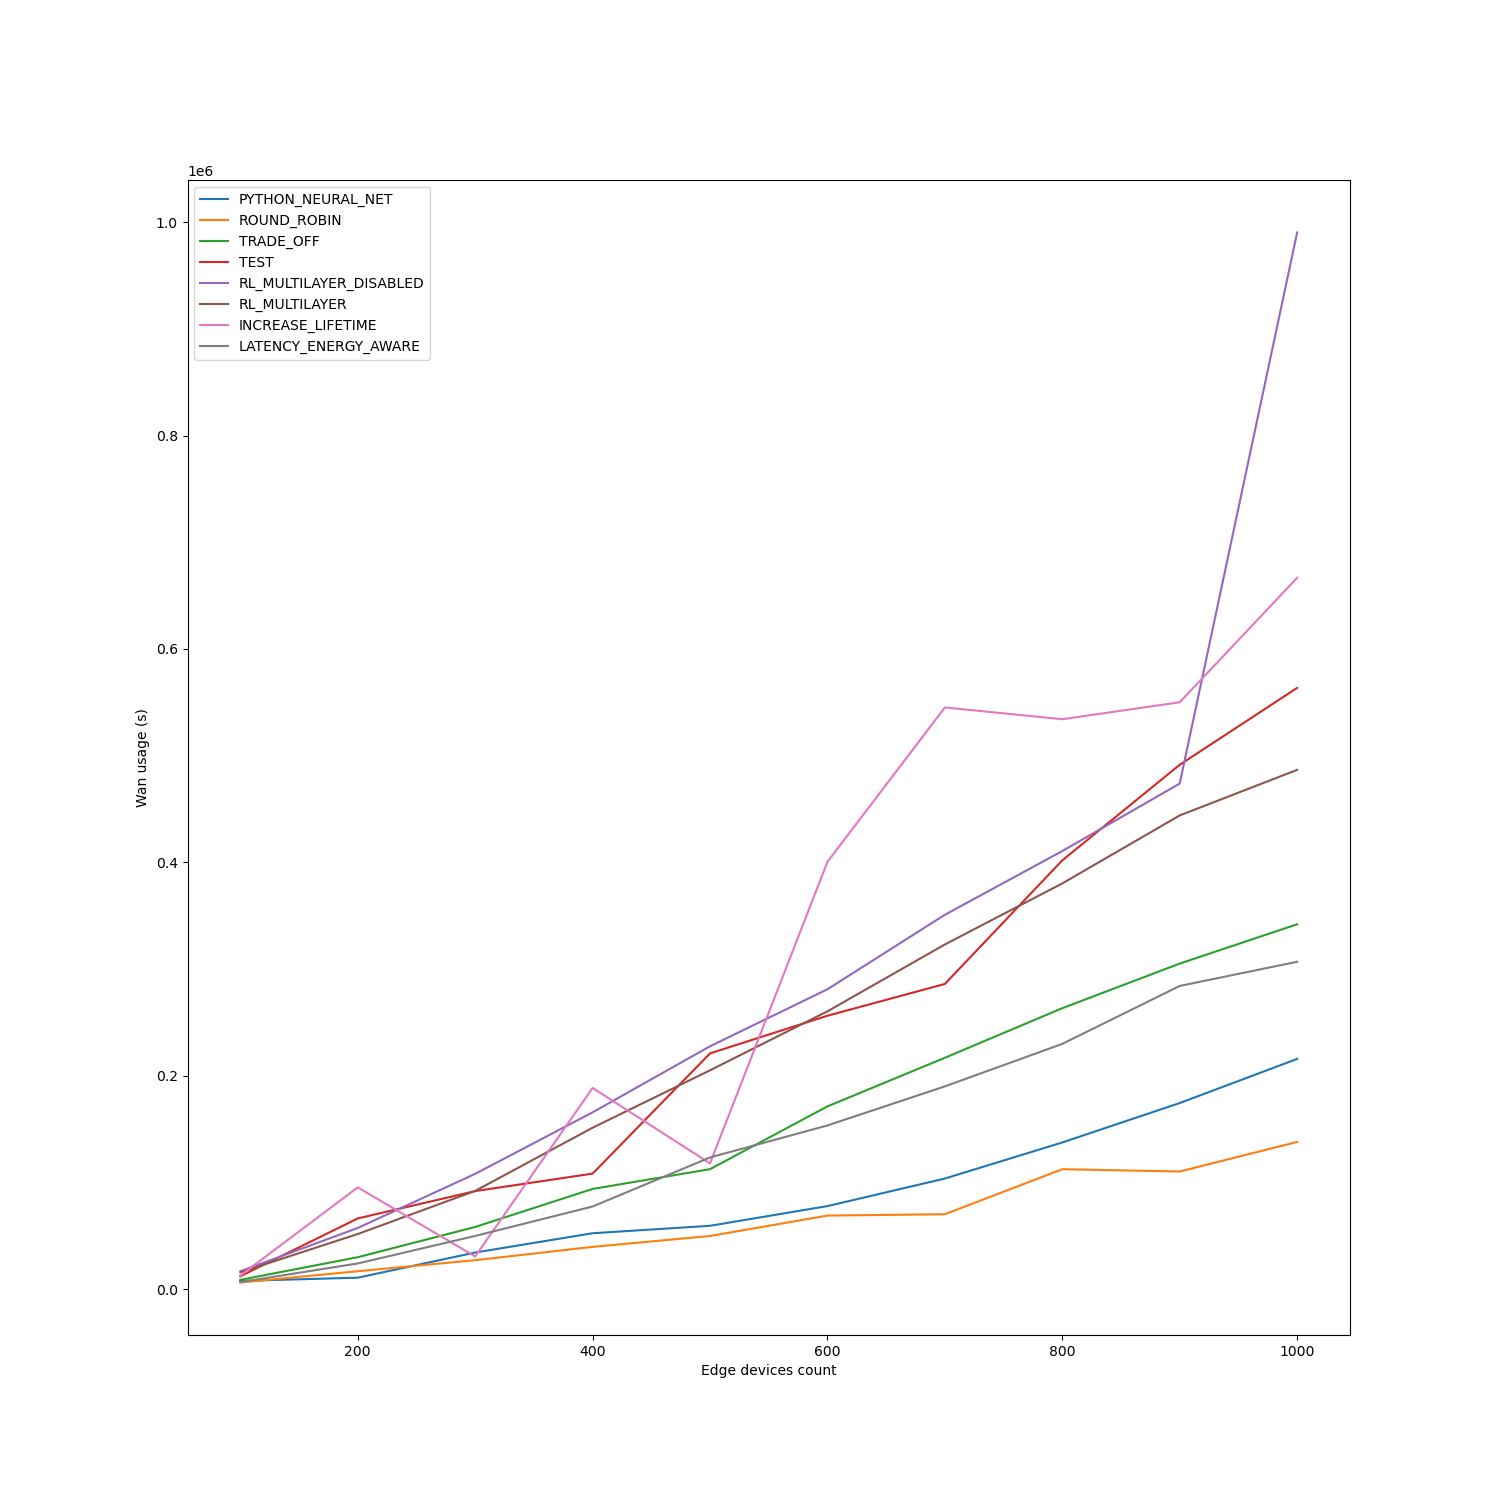 1e6
PYTHON_NEURAL_NET
ROUND_ROBIN
TRADE_OFF
TEST
RL_MULTILAYER_DISABLED
RL_MULTILAYER
INCREASE_LIFETIME
LATENCY_ENERGY_AWARE
1.0
0.8
0.6
0.4
0.2
0.0
Wan usage (s)
200 400 600 800 1000
Edge devices count